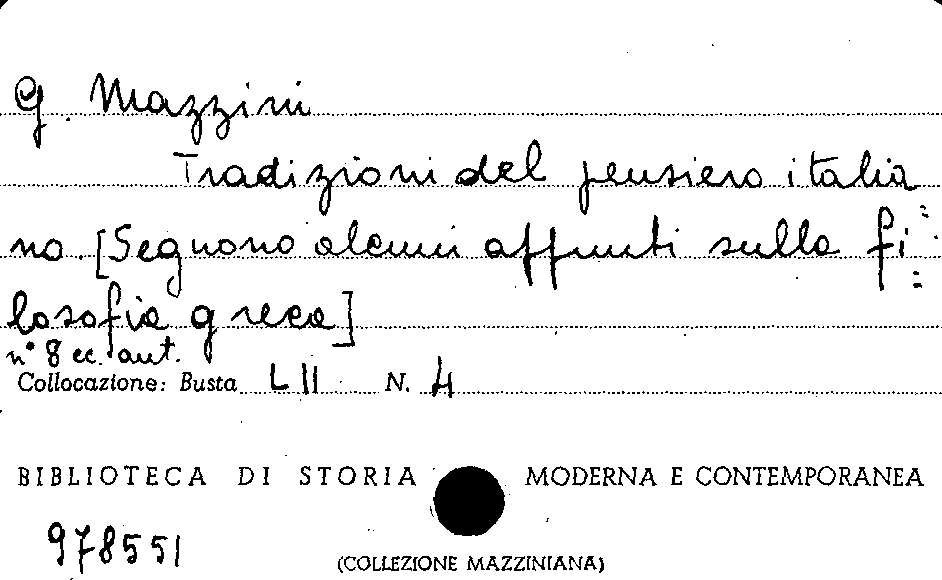 G. Mazzini
Tradizioni del pensiero italia=
no. [Seguono alcuni appunti sulla fi=
losofia greca]
n° 8 cc. aut.
Collocazione: Busta LII N. 4
BIBLIOTECA DI STORIA MODERNA E CONTEMPORANEA
978551
(COLLEZIONE MAZZINIANA)